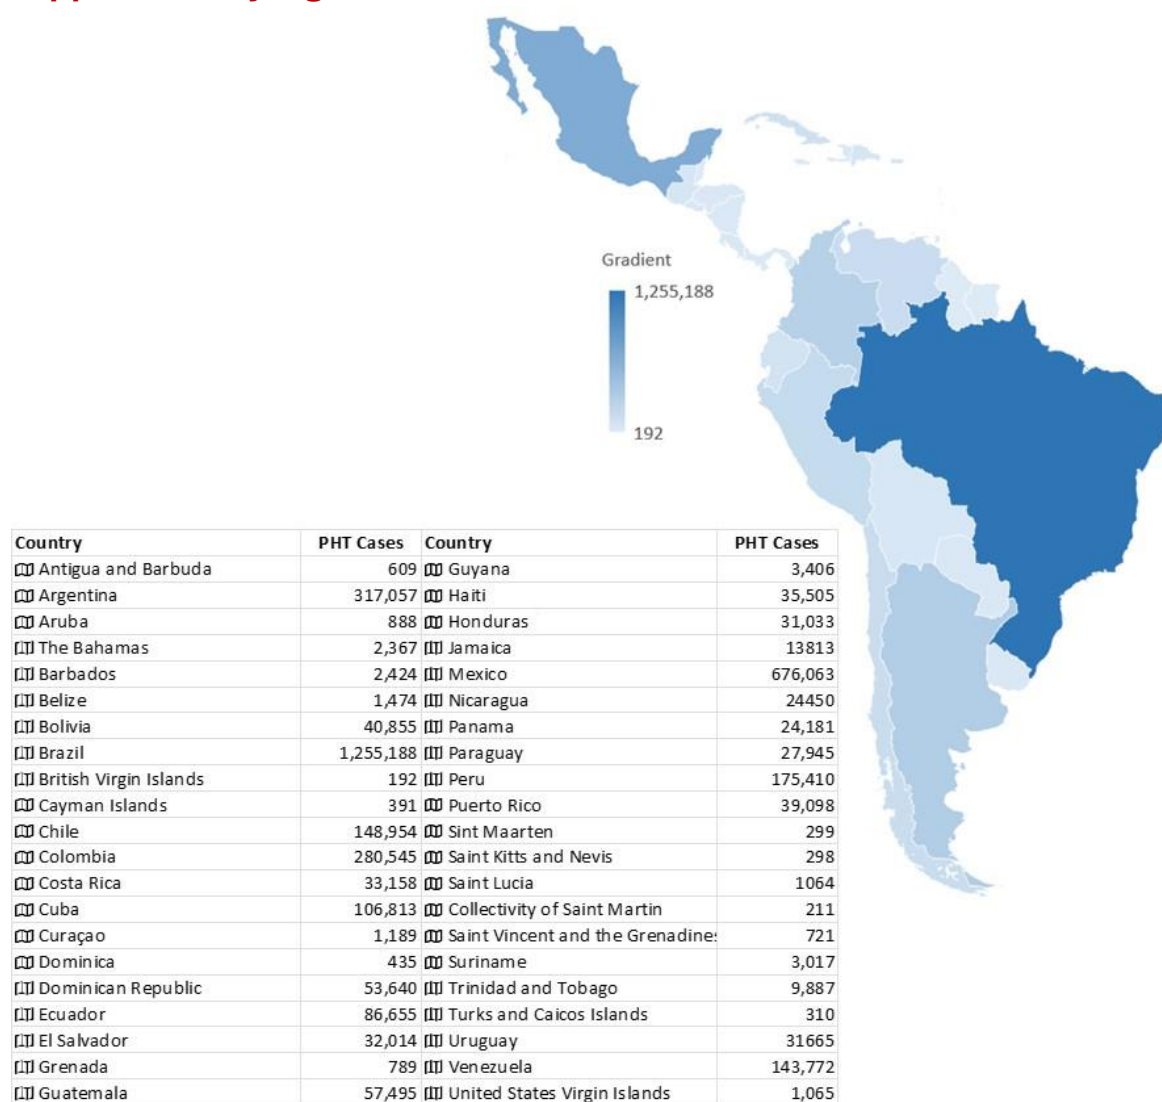 Gradient
1,255,188
192
Country PHT Cases Country PHT Cases
Antigua and Barbuda 609 Guyana 3,406
Argentina 317,057 Haiti 35,505
Aruba 888 Honduras 31,033
The Bahamas 2,367 Jamaica 13813
Barbados 2,424 Mexico 676,063
Belize 1,474 Nicaragua 24450
Bolivia 40,855 Panama 24,181
Brazil 1,255,188 Paraguay 27,945
British Virgin Islands 192 Peru 175,410
Cayman Islands 391 Puerto Rico 39,098
Chile 148,954 Sint Maarten 299
Colombia 280,545 Saint Kitts and Nevis 298
Costa Rica 33,158 Saint Lucia 1064
Cuba 106,813 Collectivity of Saint Martin 211
Curaçao 1,189 Saint Vincent and the Grenadine 721
Dominica 435 Suriname 3,017
Dominican Republic 53,640 Trinidad and Tobago 9,887
Ecuador 86,655 Turks and Caicos Islands 310
El Salvador 32,014 Uruguay 31665
Grenada 789 Venezuela 143,772
Guatemala 57,495 United States Virgin Islands 1,065